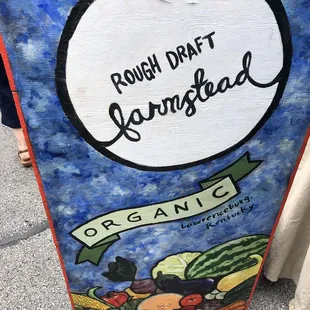 ROUGH DRAFT
farmstead
ORGANIC
Lawrenceburg,
Kentucky